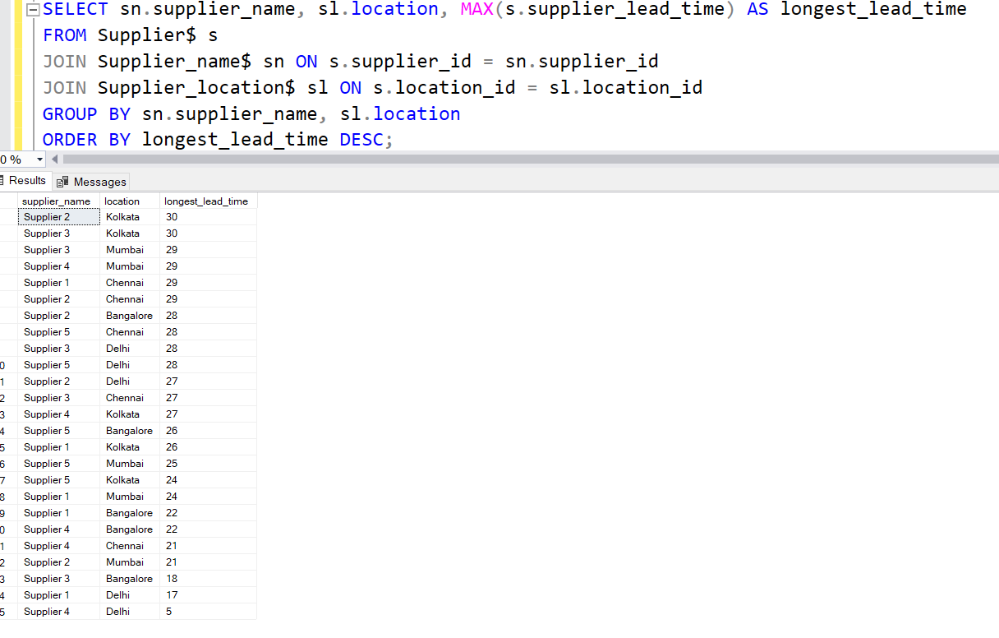 SELECT sn.supplier_name, sl.location, MAX(s.supplier_lead_time) AS longest_lead_time
FROM Supplier$ s
JOIN Supplier_name$ sn ON s.supplier_id = sn.supplier_id
JOIN Supplier_location$ sl ON s.location_id = sl.location_id
GROUP BY sn.supplier_name, sl.location
ORDER BY longest_lead_time DESC;
0 %
Results Messages
supplier_name location longest_lead_time
Supplier 2 Kolkata 30
Supplier 3 Kolkata 30
Supplier 3 Mumbai 29
Supplier 4 Mumbai 29
Supplier 1 Chennai 29
Supplier 2 Chennai 29
Supplier 2 Bangalore 28
Supplier 5 Chennai 28
Supplier 3 Delhi 28
0 Supplier 5 Delhi 28
1 Supplier 2 Delhi 27
2 Supplier 3 Chennai 27
3 Supplier 4 Kolkata 27
4 Supplier 5 Bangalore 26
5 Supplier 1 Kolkata 26
6 Supplier 5 Mumbai 25
7 Supplier 5 Kolkata 24
8 Supplier 1 Mumbai 24
9 Supplier 1 Bangalore 22
0 Supplier 4 Bangalore 22
1 Supplier 4 Chennai 21
2 Supplier 2 Mumbai 21
3 Supplier 3 Bangalore 18
4 Supplier 1 Delhi 17
5 Supplier 4 Delhi 5